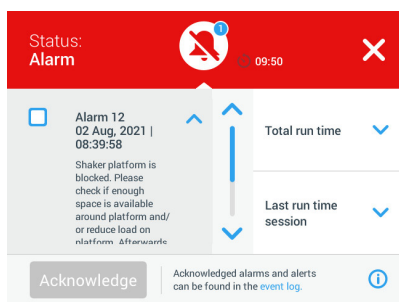 Status:
Alarm
1
09:50
Alarm 12
02 Aug, 2021 |
08:39:58
Shaker platform is
blocked. Please
check if enough
space is available
around platform and/
or reduce load on
platform. Afterwards
Total run time
Last run time
session
Acknowledge
Acknowledged alarms and alerts
can be found in the event log.
i